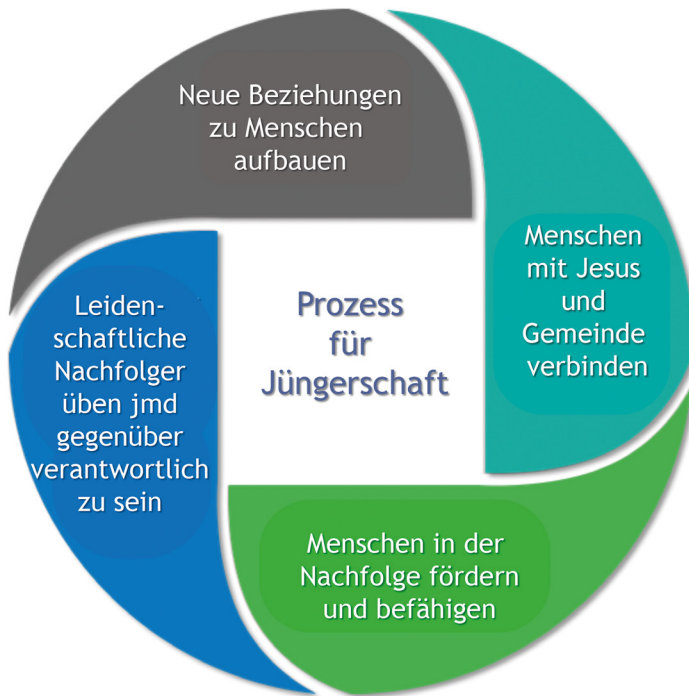 Neue Beziehungen
zu Menschen
aufbauen
Menschen
mit Jesus
und
Gemeinde
verbinden
Prozess
für
Jüngerschaft
Leiden-
schaftliche
Nachfolger
üben jmd
gegenüber
verantwortlich
zu sein
Menschen in der
Nachfolge fördern
und befähigen